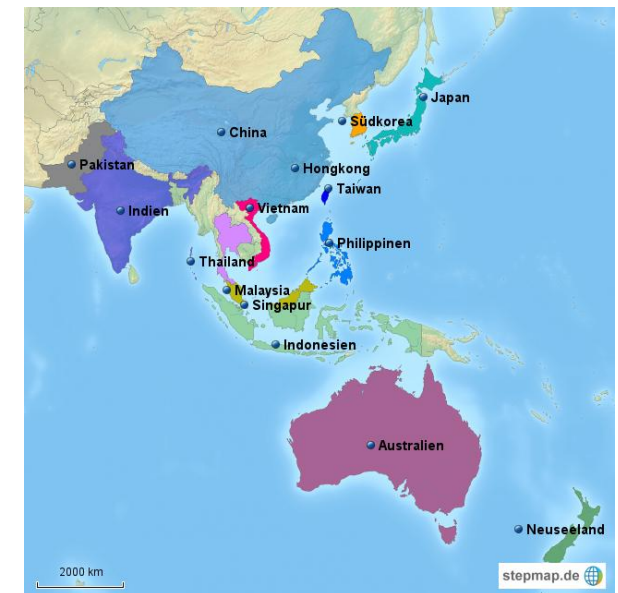 Japan
Südkorea
China
Pakistan
Hongkong
Taiwan
Indien
Vietnam
Philippinen
Thailand
Malaysia
Singapur
Indonesien
Australien
Neuseeland
2000 km
stepmap.de